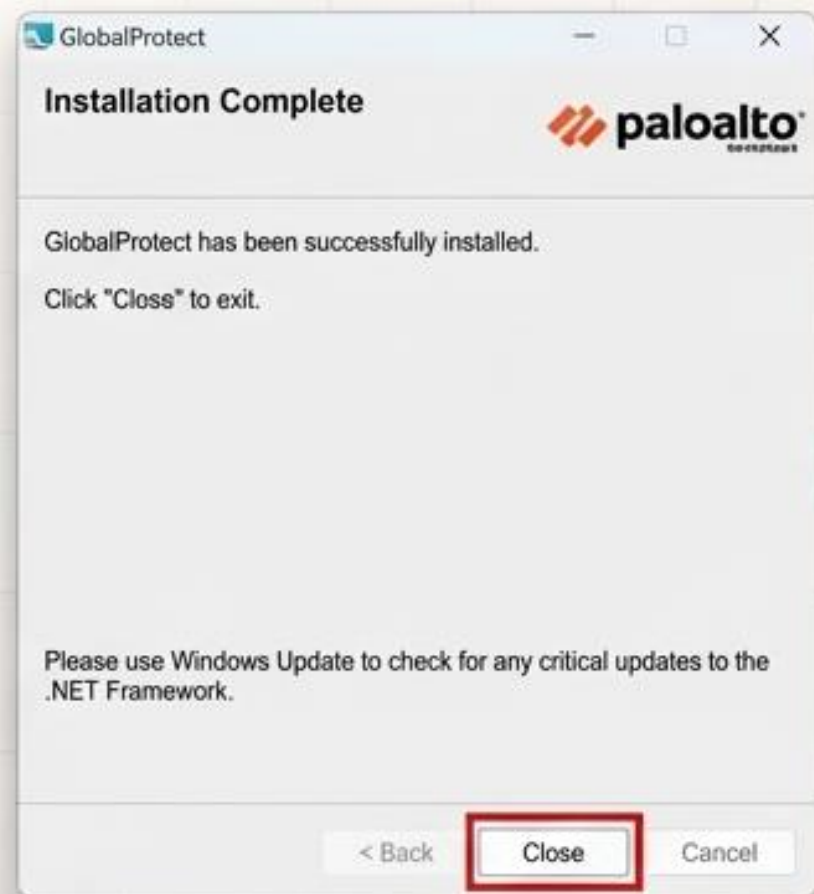 GlobalProtect
Installation Complete
paloalto
GlobalProtect has been successfully installed.
Click "Closs" to exit.
Please use Windows Update to check for any critical updates to the
.NET Framework.
< Back
Close
Cancel